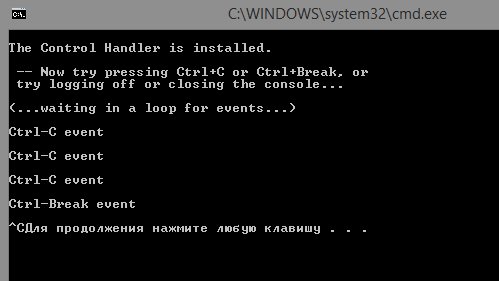 C:\WINDOWS\system32\cmd.exe
The Control Handler is installed.
-- Now try pressing Ctrl+C or Ctrl+Break, or
try logging off or closing the console...
(...waiting in a loop for events...)
Ctrl-C event
Ctrl-C event
Ctrl-C event
Ctrl-Break event
^CДля продолжения нажмите любую клавишу . . .